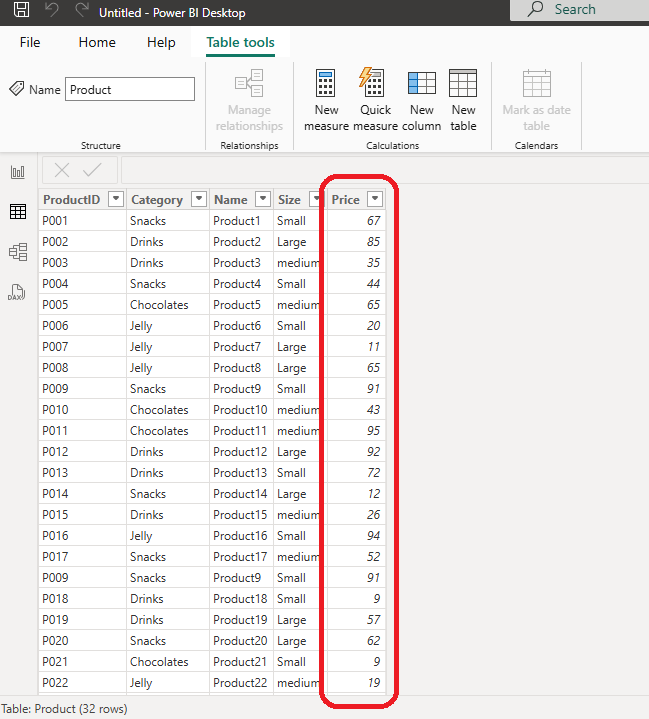 Untitled - Power BI Desktop Search
File Home Help Table tools
Name Product
Manage relationships
New measure
Quick measure
New column
New table
Mark as date table
Structure Relationships Calculations Calendars
ProductID Category Name Size Price
P001 Snacks Product1 Small 67
P002 Drinks Product2 Large 85
P003 Drinks Product3 medium 35
P004 Snacks Product4 Small 44
P005 Chocolates Product5 medium 65
P006 Jelly Product6 Small 20
P007 Jelly Product7 Large 11
P008 Jelly Product8 Large 65
P009 Snacks Product9 Small 91
P010 Chocolates Product10 medium 43
P011 Chocolates Product11 medium 95
P012 Drinks Product12 Large 92
P013 Drinks Product13 Small 72
P014 Snacks Product14 Large 12
P015 Drinks Product15 medium 26
P016 Jelly Product16 Small 94
P017 Snacks Product17 medium 52
P009 Snacks Product9 Small 91
P018 Drinks Product18 Small 9
P019 Drinks Product19 Large 57
P020 Snacks Product20 Large 62
P021 Chocolates Product21 Small 9
P022 Jelly Product22 medium 19
DAX
Table: Product (32 rows)